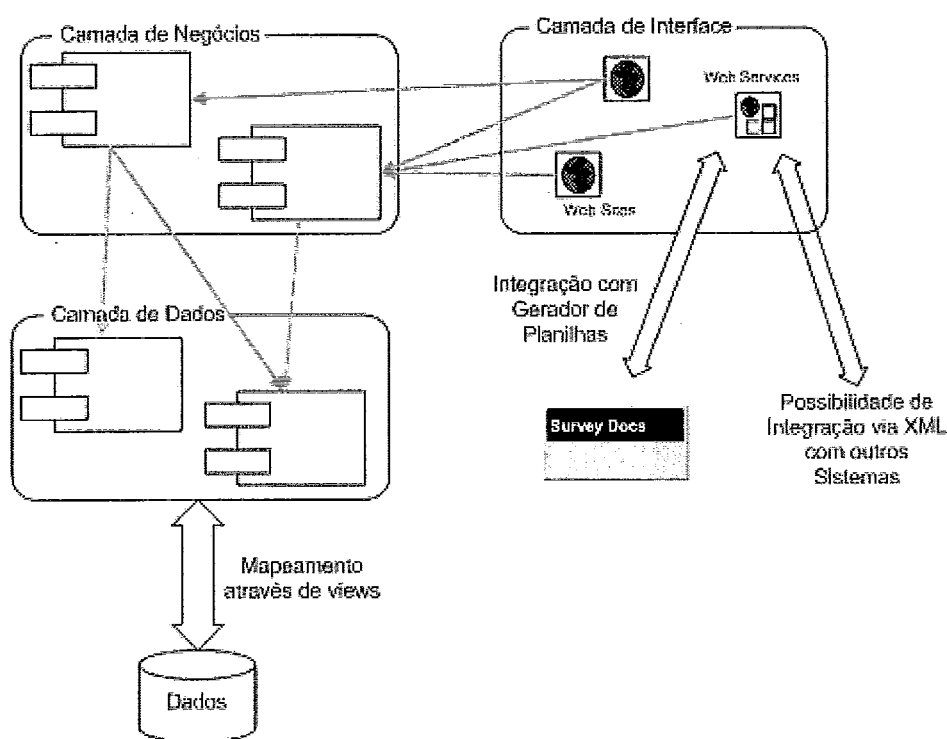 Camada de Negócios
Camada de Interface
Web Services
Web Sites
Integração com
Gerador de
Planilhas
Camada de Dados
Survey Docs
Possibilidade de
Integração via XML
com outros
Sistemas
Mapeamento
através de views
Dados